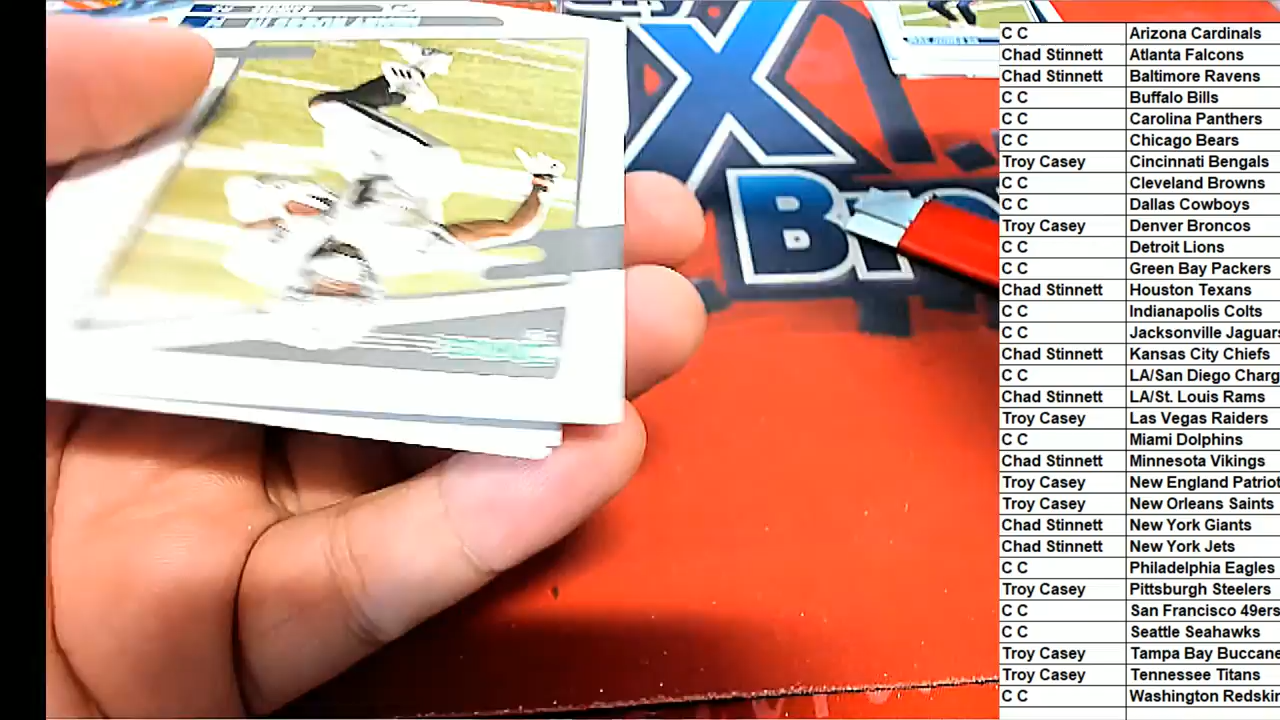 X
C C Arizona Cardinals
Chad Stinnett Atlanta Falcons
Chad Stinnett Baltimore Ravens
C C Buffalo Bills
C C Carolina Panthers
C C Chicago Bears
Troy Casey Cincinnati Bengals
C C Cleveland Browns
C C Dallas Cowboys
Troy Casey Denver Broncos
C C Detroit Lions
C C Green Bay Packers
Chad Stinnett Houston Texans
C C Indianapolis Colts
C C Jacksonville Jaguars
Chad Stinnett Kansas City Chiefs
C C LA/San Diego Charg
Chad Stinnett LA/St. Louis Rams
Troy Casey Las Vegas Raiders
C C Miami Dolphins
Chad Stinnett Minnesota Vikings
Troy Casey New England Patriot
Troy Casey New Orleans Saints
Chad Stinnett New York Giants
Chad Stinnett New York Jets
C C Philadelphia Eagles
Troy Casey Pittsburgh Steelers
C C San Francisco 49ers
C C Seattle Seahawks
Troy Casey Tampa Bay Buccane
Troy Casey Tennessee Titans
C C Washington Redskin